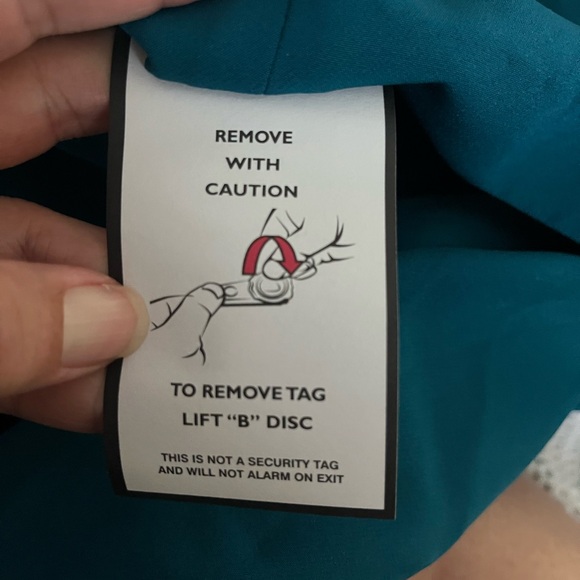 REMOVE
WITH
CAUTION
TO REMOVE TAG
LIFT “B” DISC
THIS IS NOT A SECURITY TAG
AND WILL NOT ALARM ON EXIT